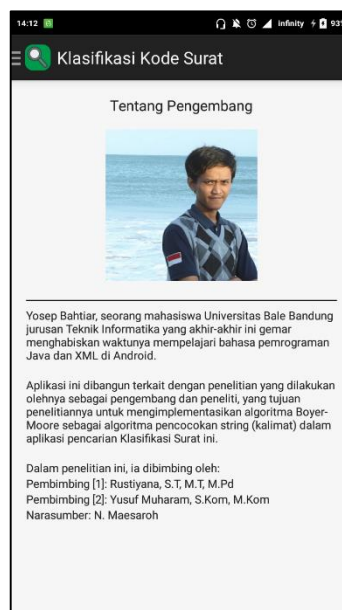 14:12 infinity 93%
Klasifikasi Kode Surat
Tentang Pengembang
Yosep Bahtiar, seorang mahasiswa Universitas Bale Bandung
jurusan Teknik Informatika yang akhir-akhir ini gemar
menghabiskan waktunya mempelajari bahasa pemrograman
Java dan XML di Android.
Aplikasi ini dibangun terkait dengan penelitian yang dilakukan
olehnya sebagai pengembang dan peneliti, yang tujuan
penelitiannya untuk mengimplementasikan algoritma Boyer-
Moore sebagai algoritma pencocokan string (kalimat) dalam
aplikasi pencarian Klasifikasi Surat ini.
Dalam penelitian ini, ia dibimbing oleh:
Pembimbing [1]: Rustiyana, S.T, M.T, M.Pd
Pembimbing [2]: Yusuf Muharam, S.Kom, M.Kom
Narasumber: N. Maesaroh